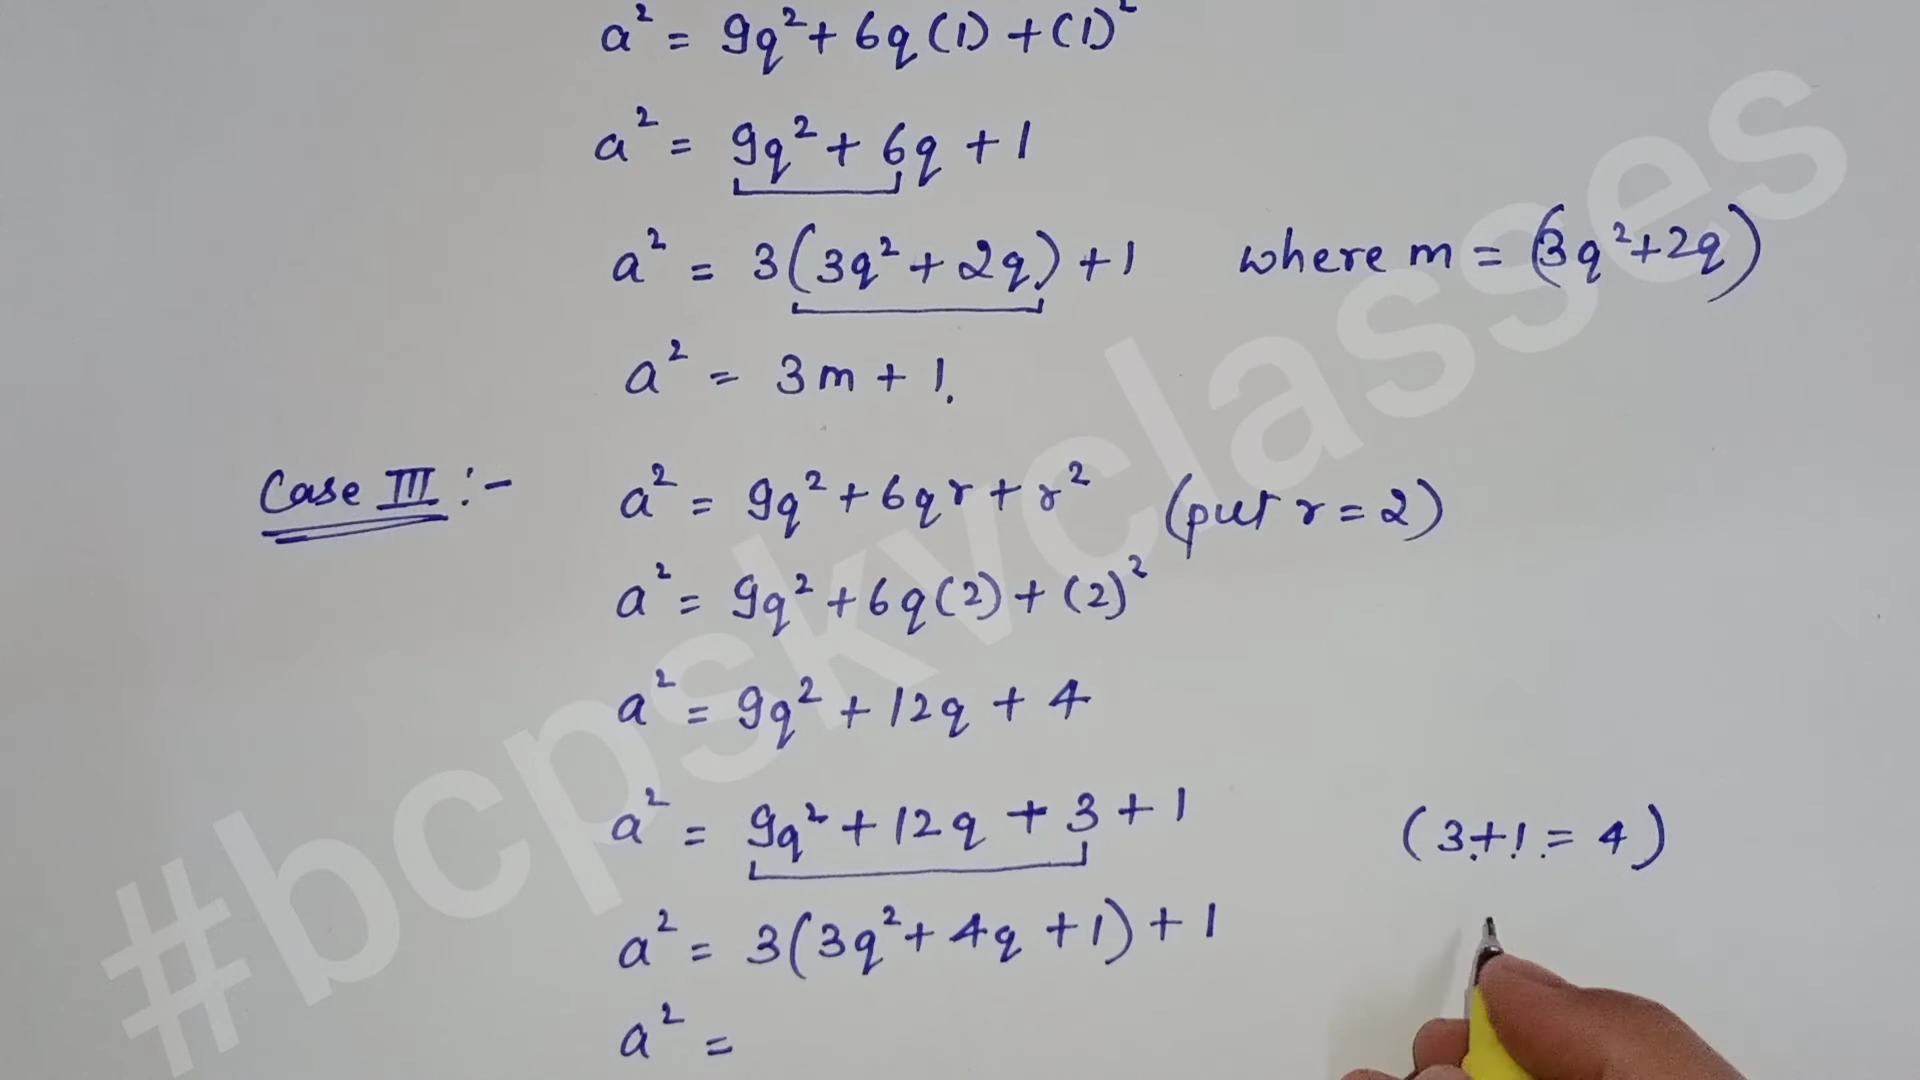 a² = 9q² + 6q(1) + (1)²
a² = 9q² + 6q + 1
a² = 3(3q² + 2q) + 1 where m = (3q² + 2q)
a² = 3m + 1.
Case III :- a² = 9q² + 6qr + r² (put r = 2)
a² = 9q² + 6q(2) + (2)²
a² = 9q² + 12q + 4
a² = 9q² + 12q + 3 + 1 (3 + 1 = 4)
a² = 3(3q² + 4q + 1) + 1
a² =
#bcpskvclasses